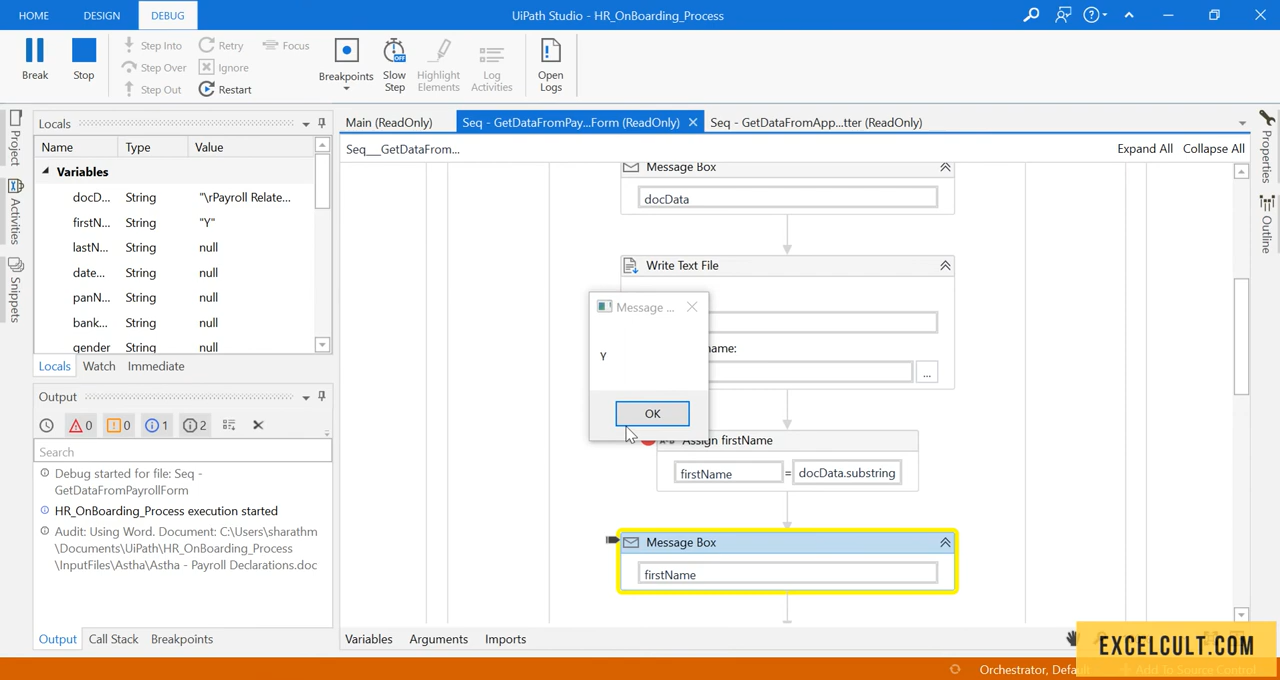 HOME DESIGN DEBUG UiPath Studio - HR_OnBoarding_Process
Break Stop Step Into Step Over Step Out Retry Ignore Restart Focus Breakpoints Slow Step Highlight Elements Log Activities Open Logs
Project
Activities
Snippets
Locals
Name Type Value
Variables
docD... String "\rPayroll Relate...
firstN... String "Y"
lastN... String null
date... String null
panN... String null
bank... String null
gender String null
Locals Watch Immediate
Output
0 0 1 2
Search
Debug started for file: Seq -
GetDataFromPayrollForm
HR_OnBoarding_Process execution started
Audit: Using Word. Document: C:\Users\sharathm
\Documents\UiPath\HR_OnBoarding_Process
\InputFiles\Astha\Astha - Payroll Declarations.doc
Output Call Stack Breakpoints
Main (ReadOnly) Seq - GetDataFromPay...Form (ReadOnly) Seq - GetDataFromApp...tter (ReadOnly)
Seq___GetDataFrom... Expand All Collapse All
Message Box
docData
Write Text File
Message ...
Y
name:
...
OK
Assign firstName
firstName = docData.substring
Message Box
firstName
Variables Arguments Imports
Properties
Outline
EXCELCULT.COM
Orchestrator, Defau
Add To Source Control